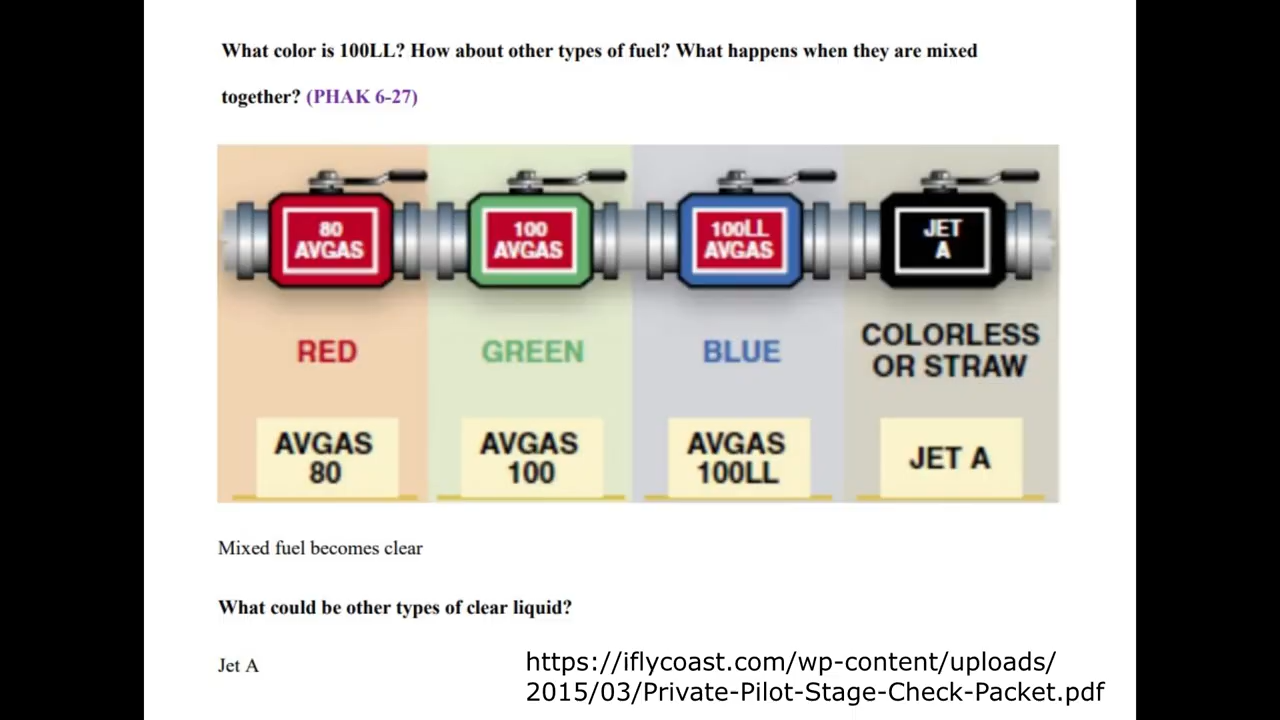 What color is 100LL? How about other types of fuel? What happens when they are mixed
together? (PHAK 6-27)
80
AVGAS
100
AVGAS
100LL
AVGAS
JET
A
RED
GREEN
BLUE
COLORLESS
OR STRAW
AVGAS
80
AVGAS
100
AVGAS
100LL
JET A
Mixed fuel becomes clear
What could be other types of clear liquid?
Jet A
https://iflycoast.com/wp-content/uploads/
2015/03/Private-Pilot-Stage-Check-Packet.pdf